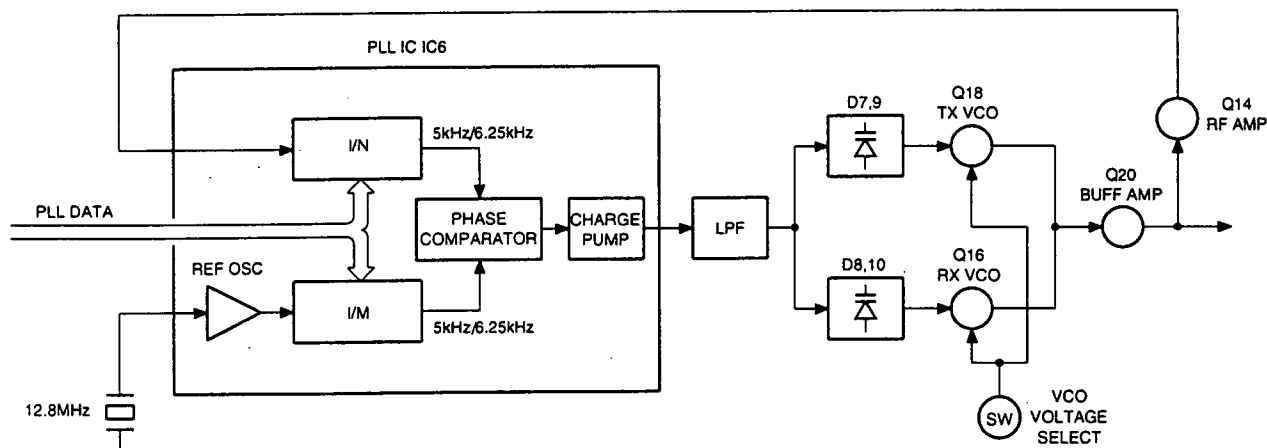 PLL IC IC6
I/N
5kHz/6.25kHz
PLL DATA
PHASE
COMPARATOR
CHARGE
PUMP
LPF
REF OSC
I/M
5kHz/6.25kHz
12.8MHz
D7,9
Q18
TX VCO
Q14
RF AMP
Q20
BUFF AMP
D8,10
Q16
RX VCO
SW
VCO
VOLTAGE
SELECT